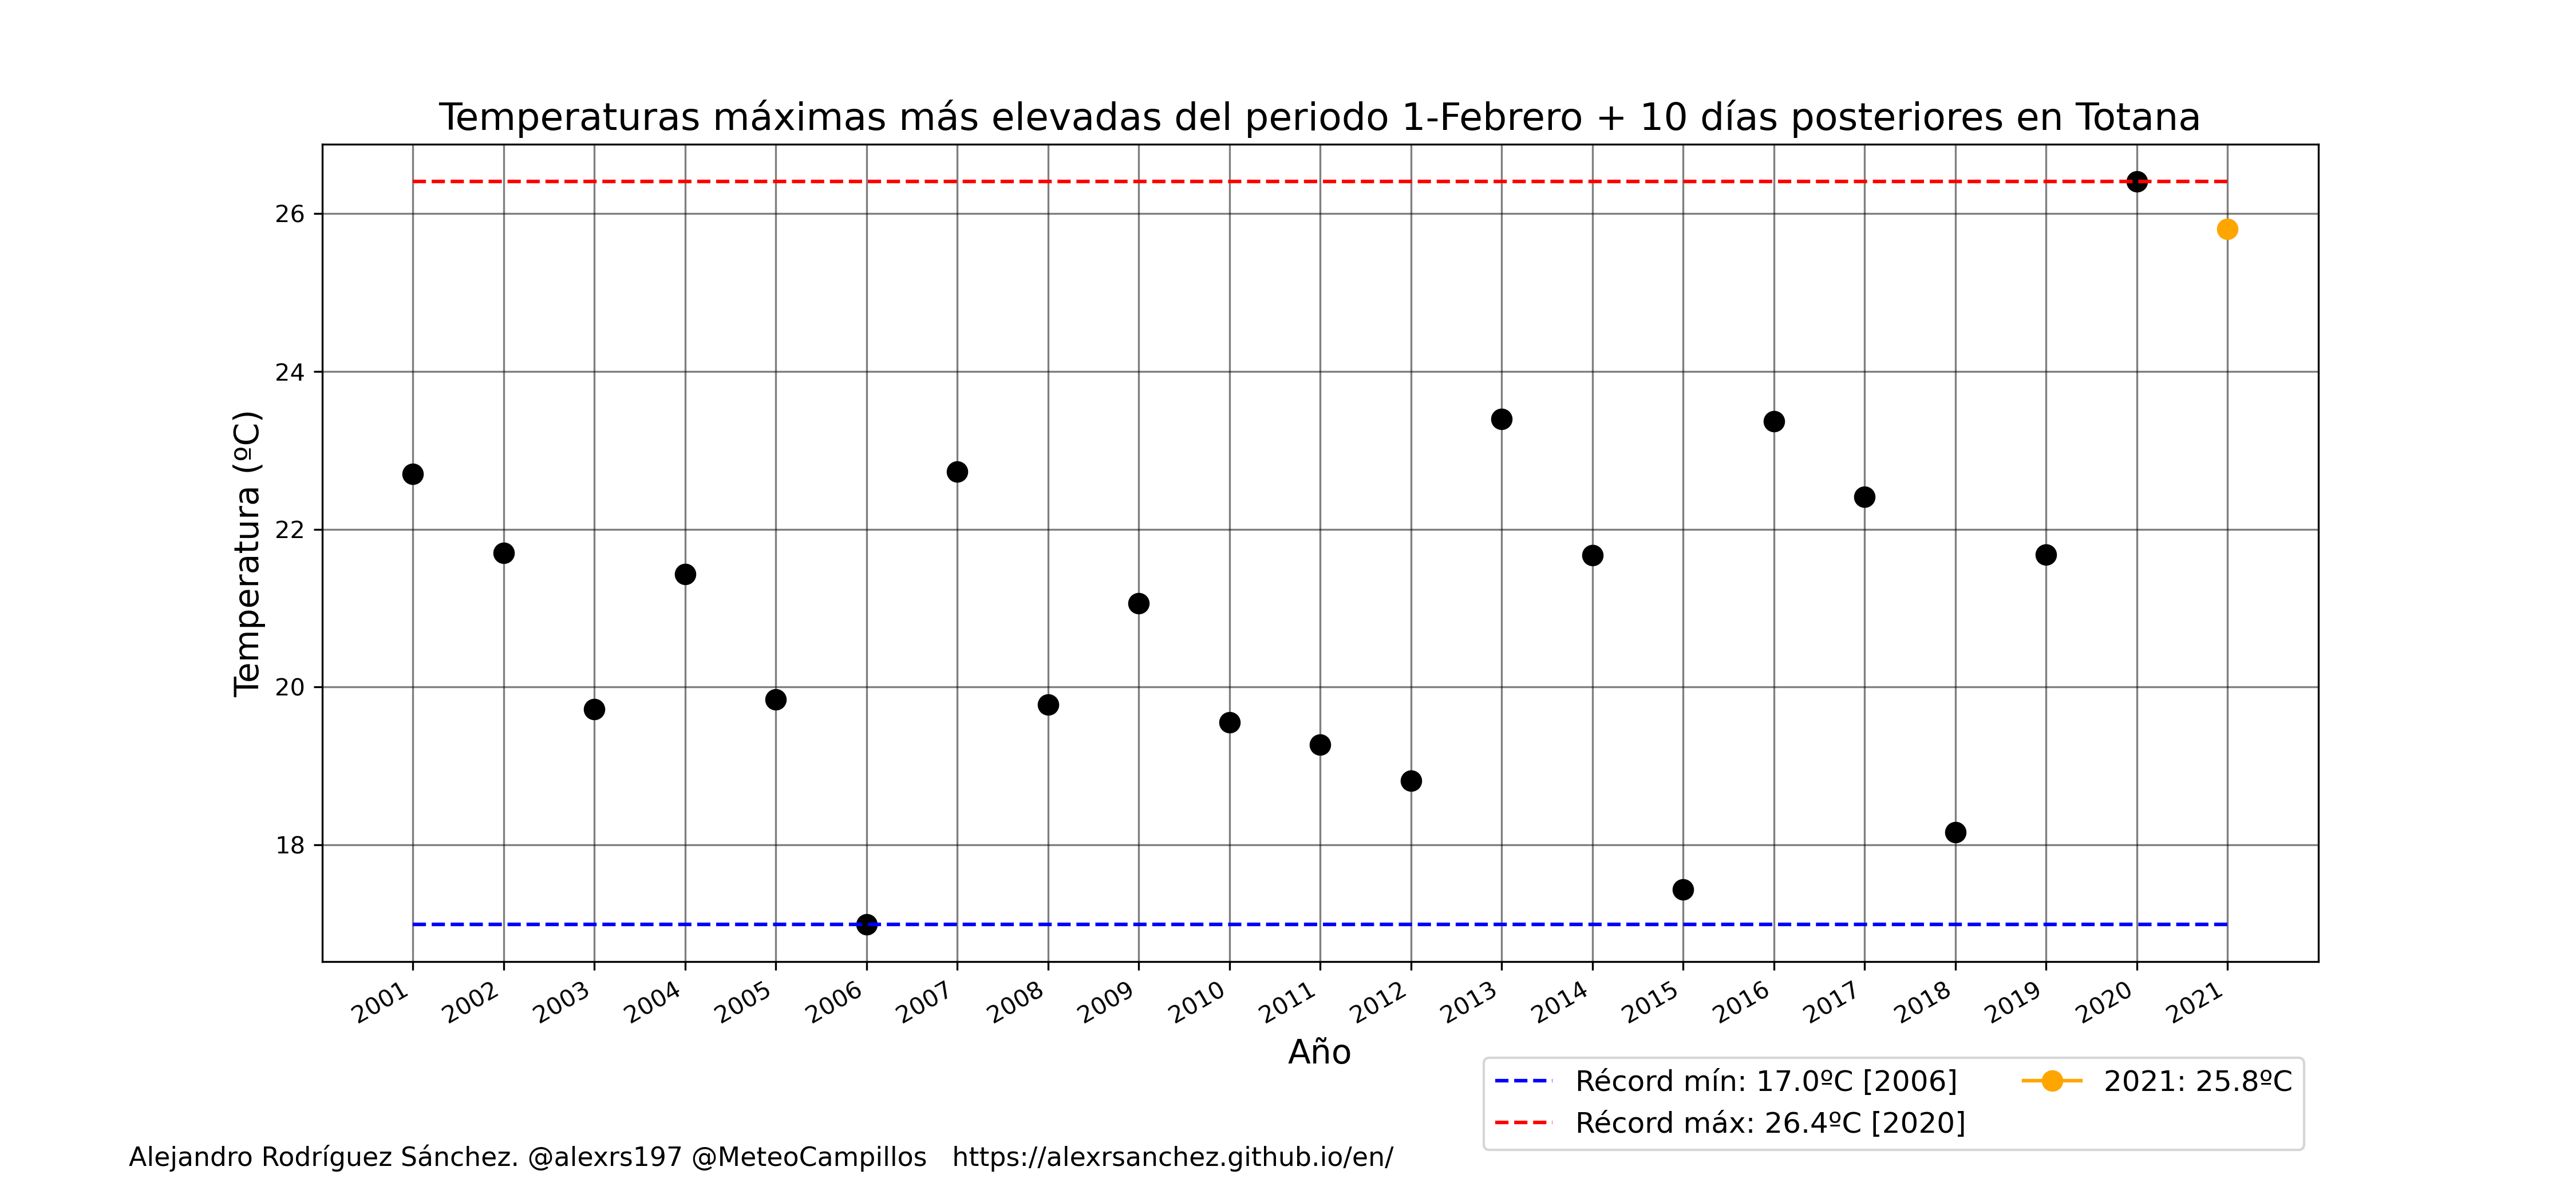 Temperaturas máximas más elevadas del periodo 1-Febrero + 10 días posteriores en Totana
Temperatura (ºC)
26
24
22
20
18
2001 2002 2003 2004 2005 2006 2007 2008 2009 2010 2011 2012 2013 2014 2015 2016 2017 2018 2019 2020 2021
Año
Récord mín: 17.0ºC [2006]
Récord máx: 26.4ºC [2020]
2021: 25.8ºC
Alejandro Rodríguez Sánchez. @alexrs197 @MeteoCampillos https://alexrsanchez.github.io/en/